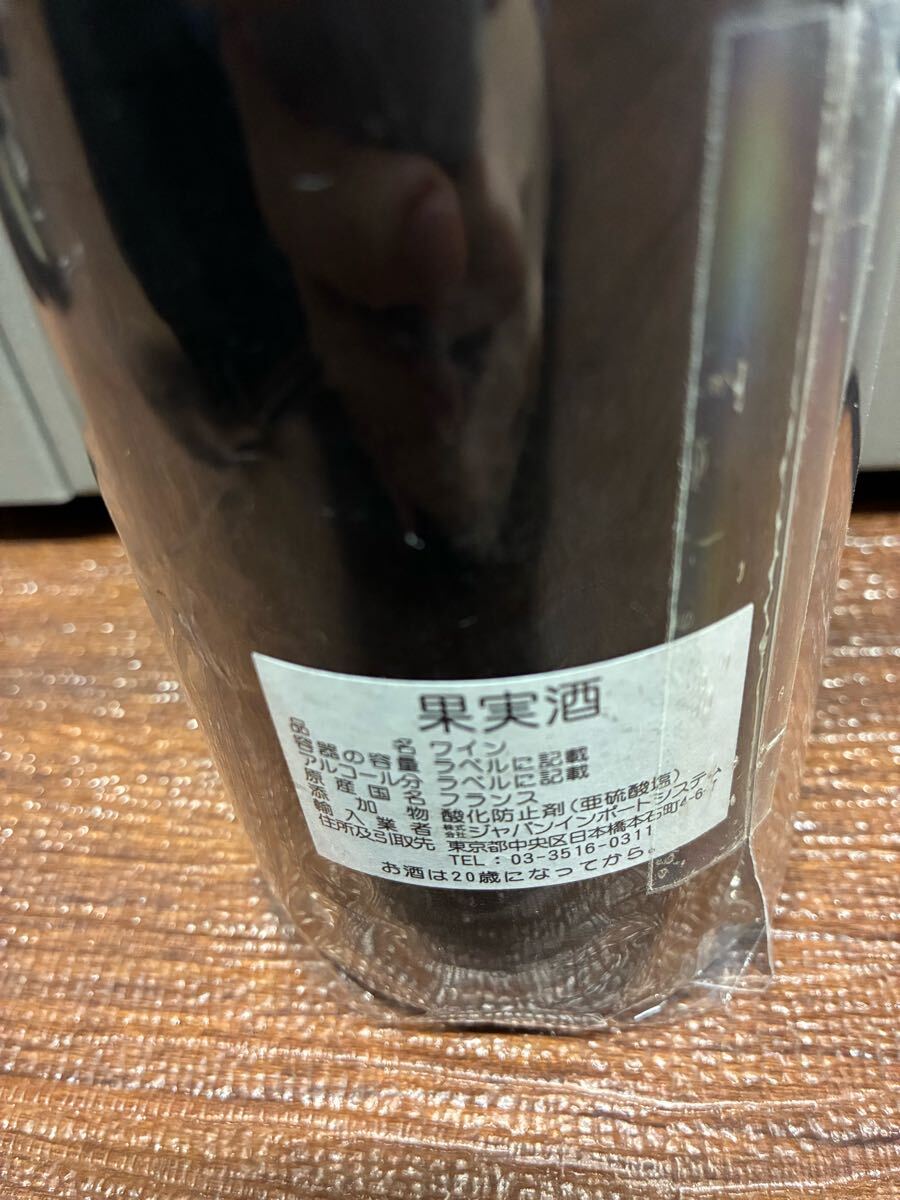 果実酒
品名 ワイン
容器の容量 ラベルに記載
アルコール分 ラベルに記載
原産国名 フランス
添加物 酸化防止剤(亜硫酸塩)
輸入業者 株式会社ジャパンインポートシステム
住所及引取先 東京都中央区日本橋本石町4-6-7
TEL:03-3516-0311
お酒は20歳になってから。